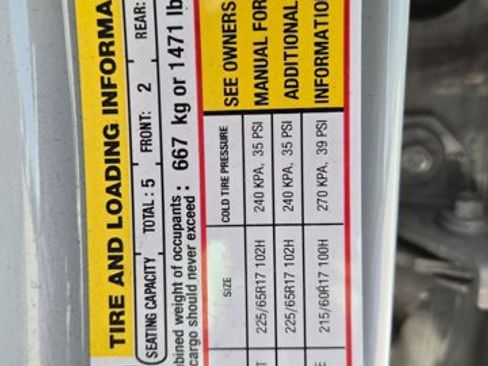 TIRE AND LOADING INFORMA
SEATING CAPACITY TOTAL : 5 FRONT: 2 REAR:
bined weight of occupants
cargo should never exceed : 667 kg or 1471 lb
SIZE COLD TIRE PRESSURE SEE OWNERS
225/65R17 102H 240 KPA, 35 PSI MANUAL FOR
225/65R17 102H 240 KPA, 35 PSI ADDITIONAL
215/60R17 100H 270 KPA, 39 PSI INFORMATIO